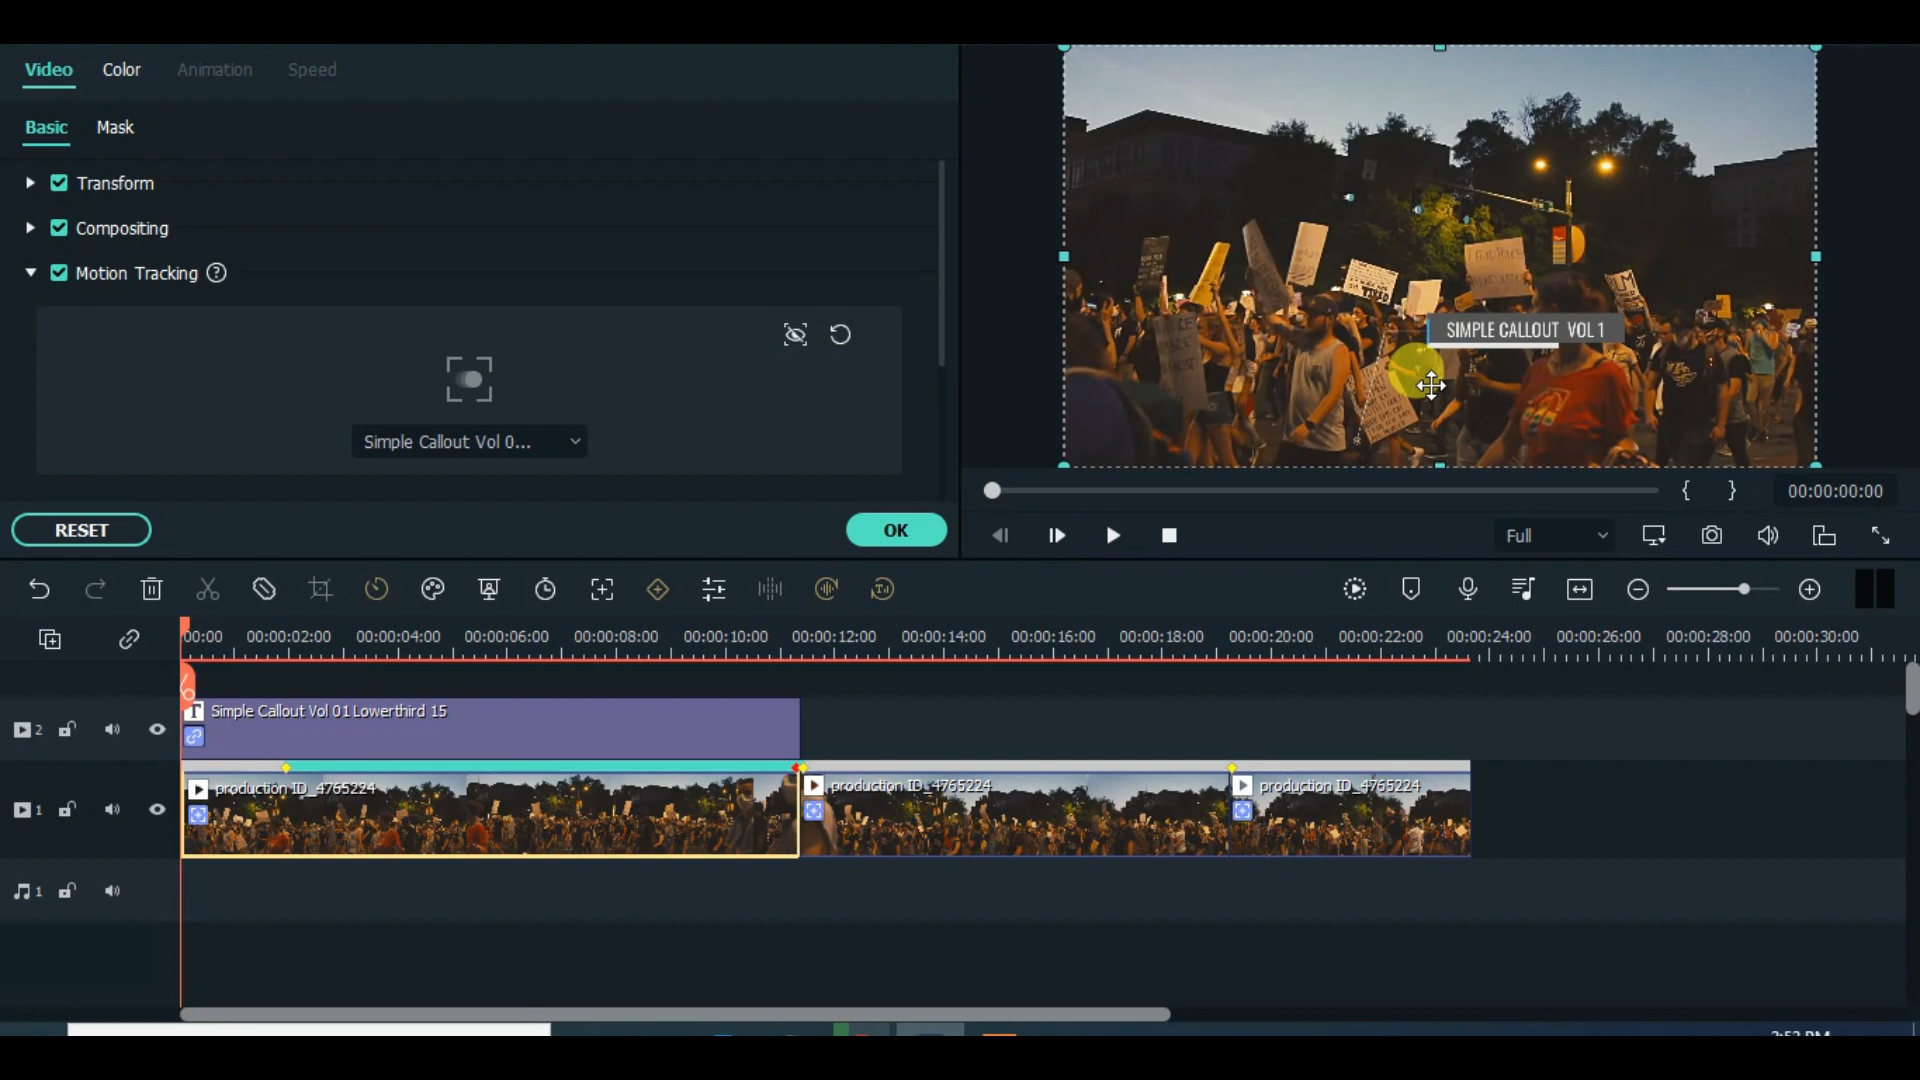 Video Color Animation Speed
Basic Mask
Transform
Compositing
Motion Tracking ?
Simple Callout Vol 0...
RESET OK
SIMPLE CALLOUT VOL 1
{ } 00:00:00:00
Full
00:00 00:00:02:00 00:00:04:00 00:00:06:00 00:00:08:00 00:00:10:00 00:00:12:00 00:00:14:00 00:00:16:00 00:00:18:00 00:00:20:00 00:00:22:00 00:00:24:00 00:00:26:00 00:00:28:00 00:00:30:00
2
T Simple Callout Vol 01 Lowerthird 15
1
production ID_4765224 production ID_4765224 production ID_4765224
1